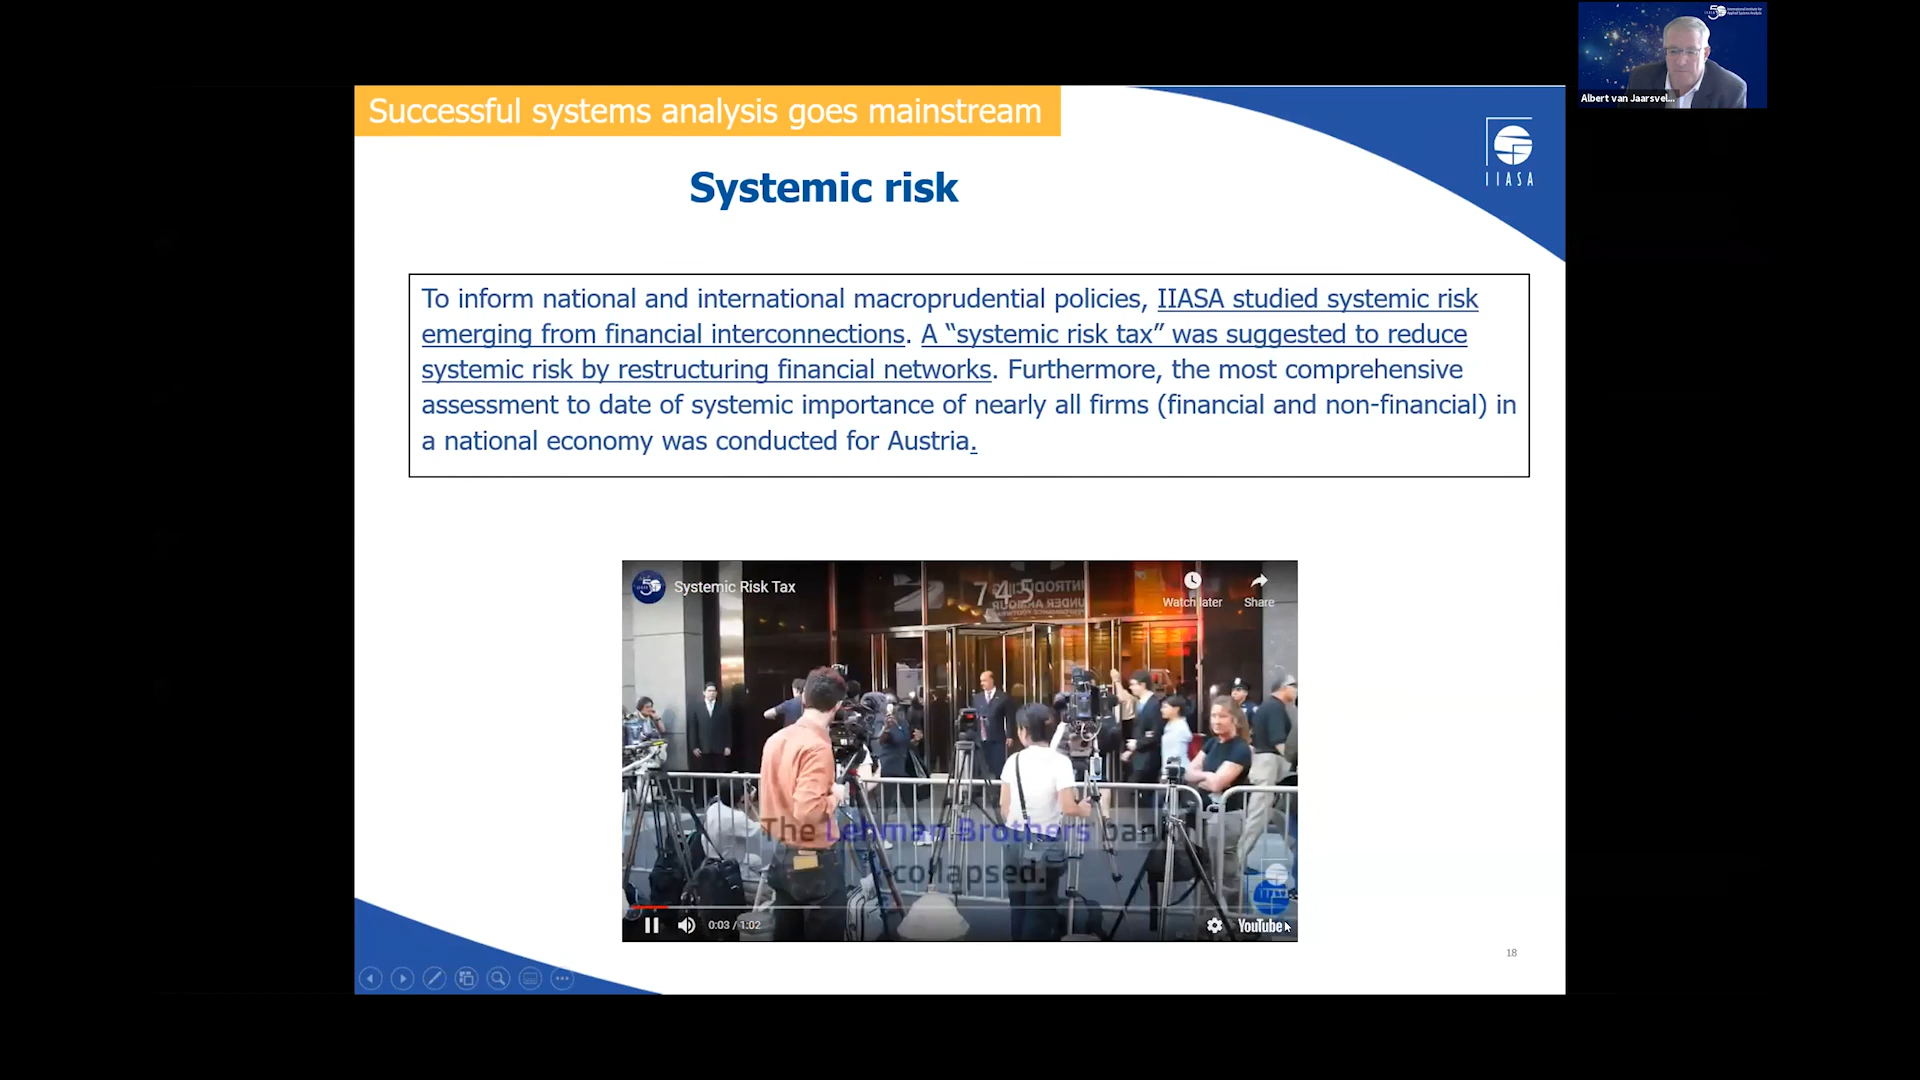 Albert van Jaarsvel...
Successful systems analysis goes mainstream
IIASA
Systemic risk
To inform national and international macroprudential policies, IIASA studied systemic risk
emerging from financial interconnections. A “systemic risk tax” was suggested to reduce
systemic risk by restructuring financial networks. Furthermore, the most comprehensive
assessment to date of systemic importance of nearly all firms (financial and non-financial) in
a national economy was conducted for Austria.
Systemic Risk Tax
745
Watch later
Share
The Lehman Brothers bank
collapsed.
0:03 / 1:02
YouTube
18